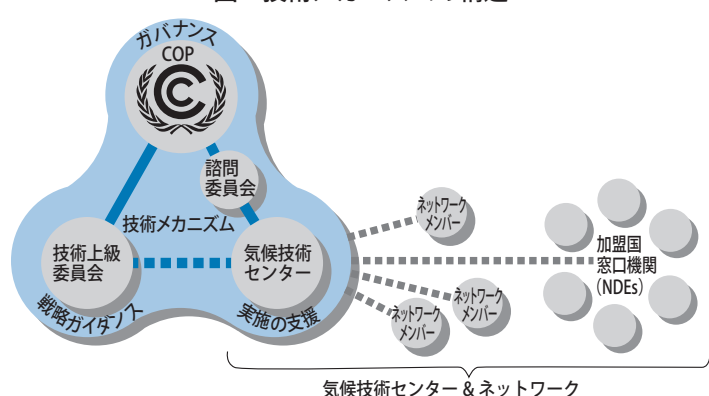 ガバナンス
COP
諮問
委員会
技術メカニズム
技術上級
委員会
気候技術
センター
戦略ガイダンス
実施の支援
ネットワーク
メンバー
ネットワーク
メンバー
ネットワーク
メンバー
加盟国
窓口機関
(NDEs)
気候技術センター & ネットワーク